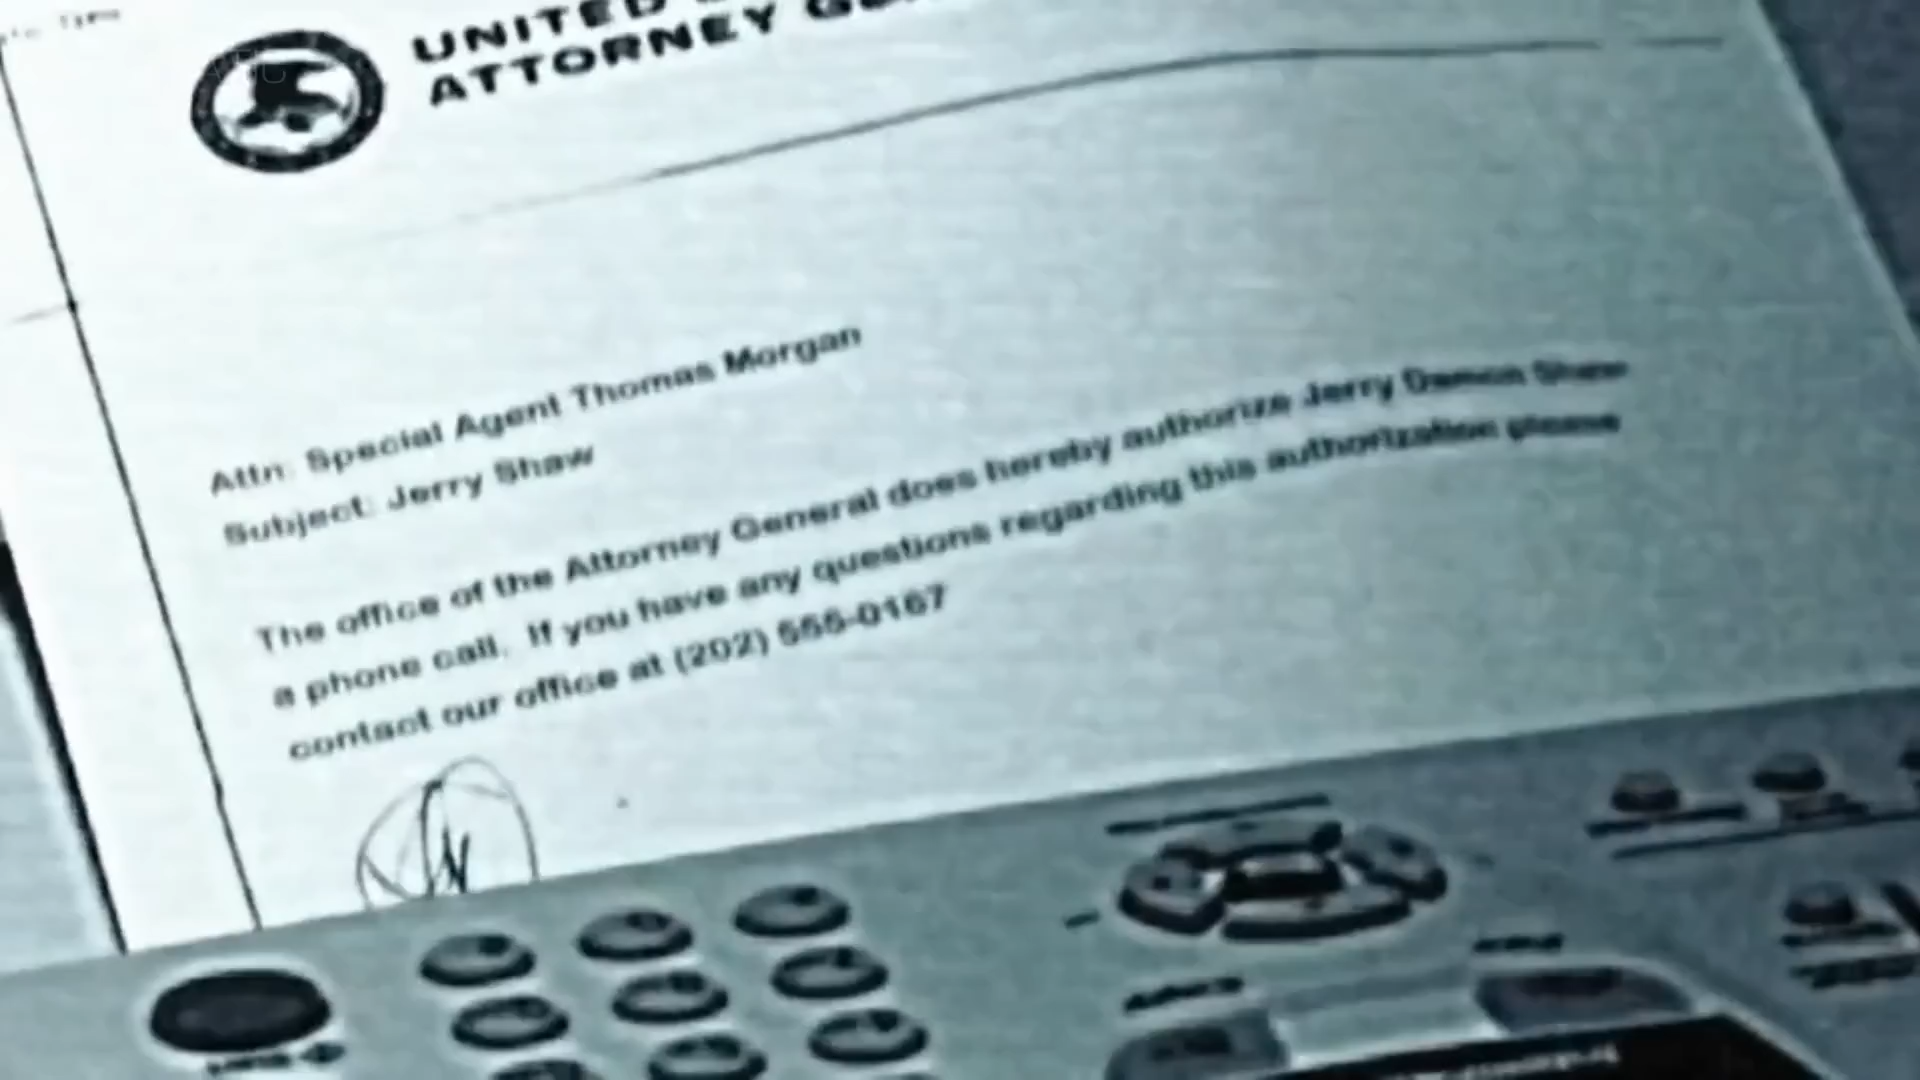 UNITED
ATTORNEY
Attn: Special Agent Thomas Morgan
Subject: Jerry Shaw
The office of the Attorney General does hereby authorize Jerry Damon Shaw
a phone call. If you have any questions regarding this authorization please
contact our office at (202) 555-0167